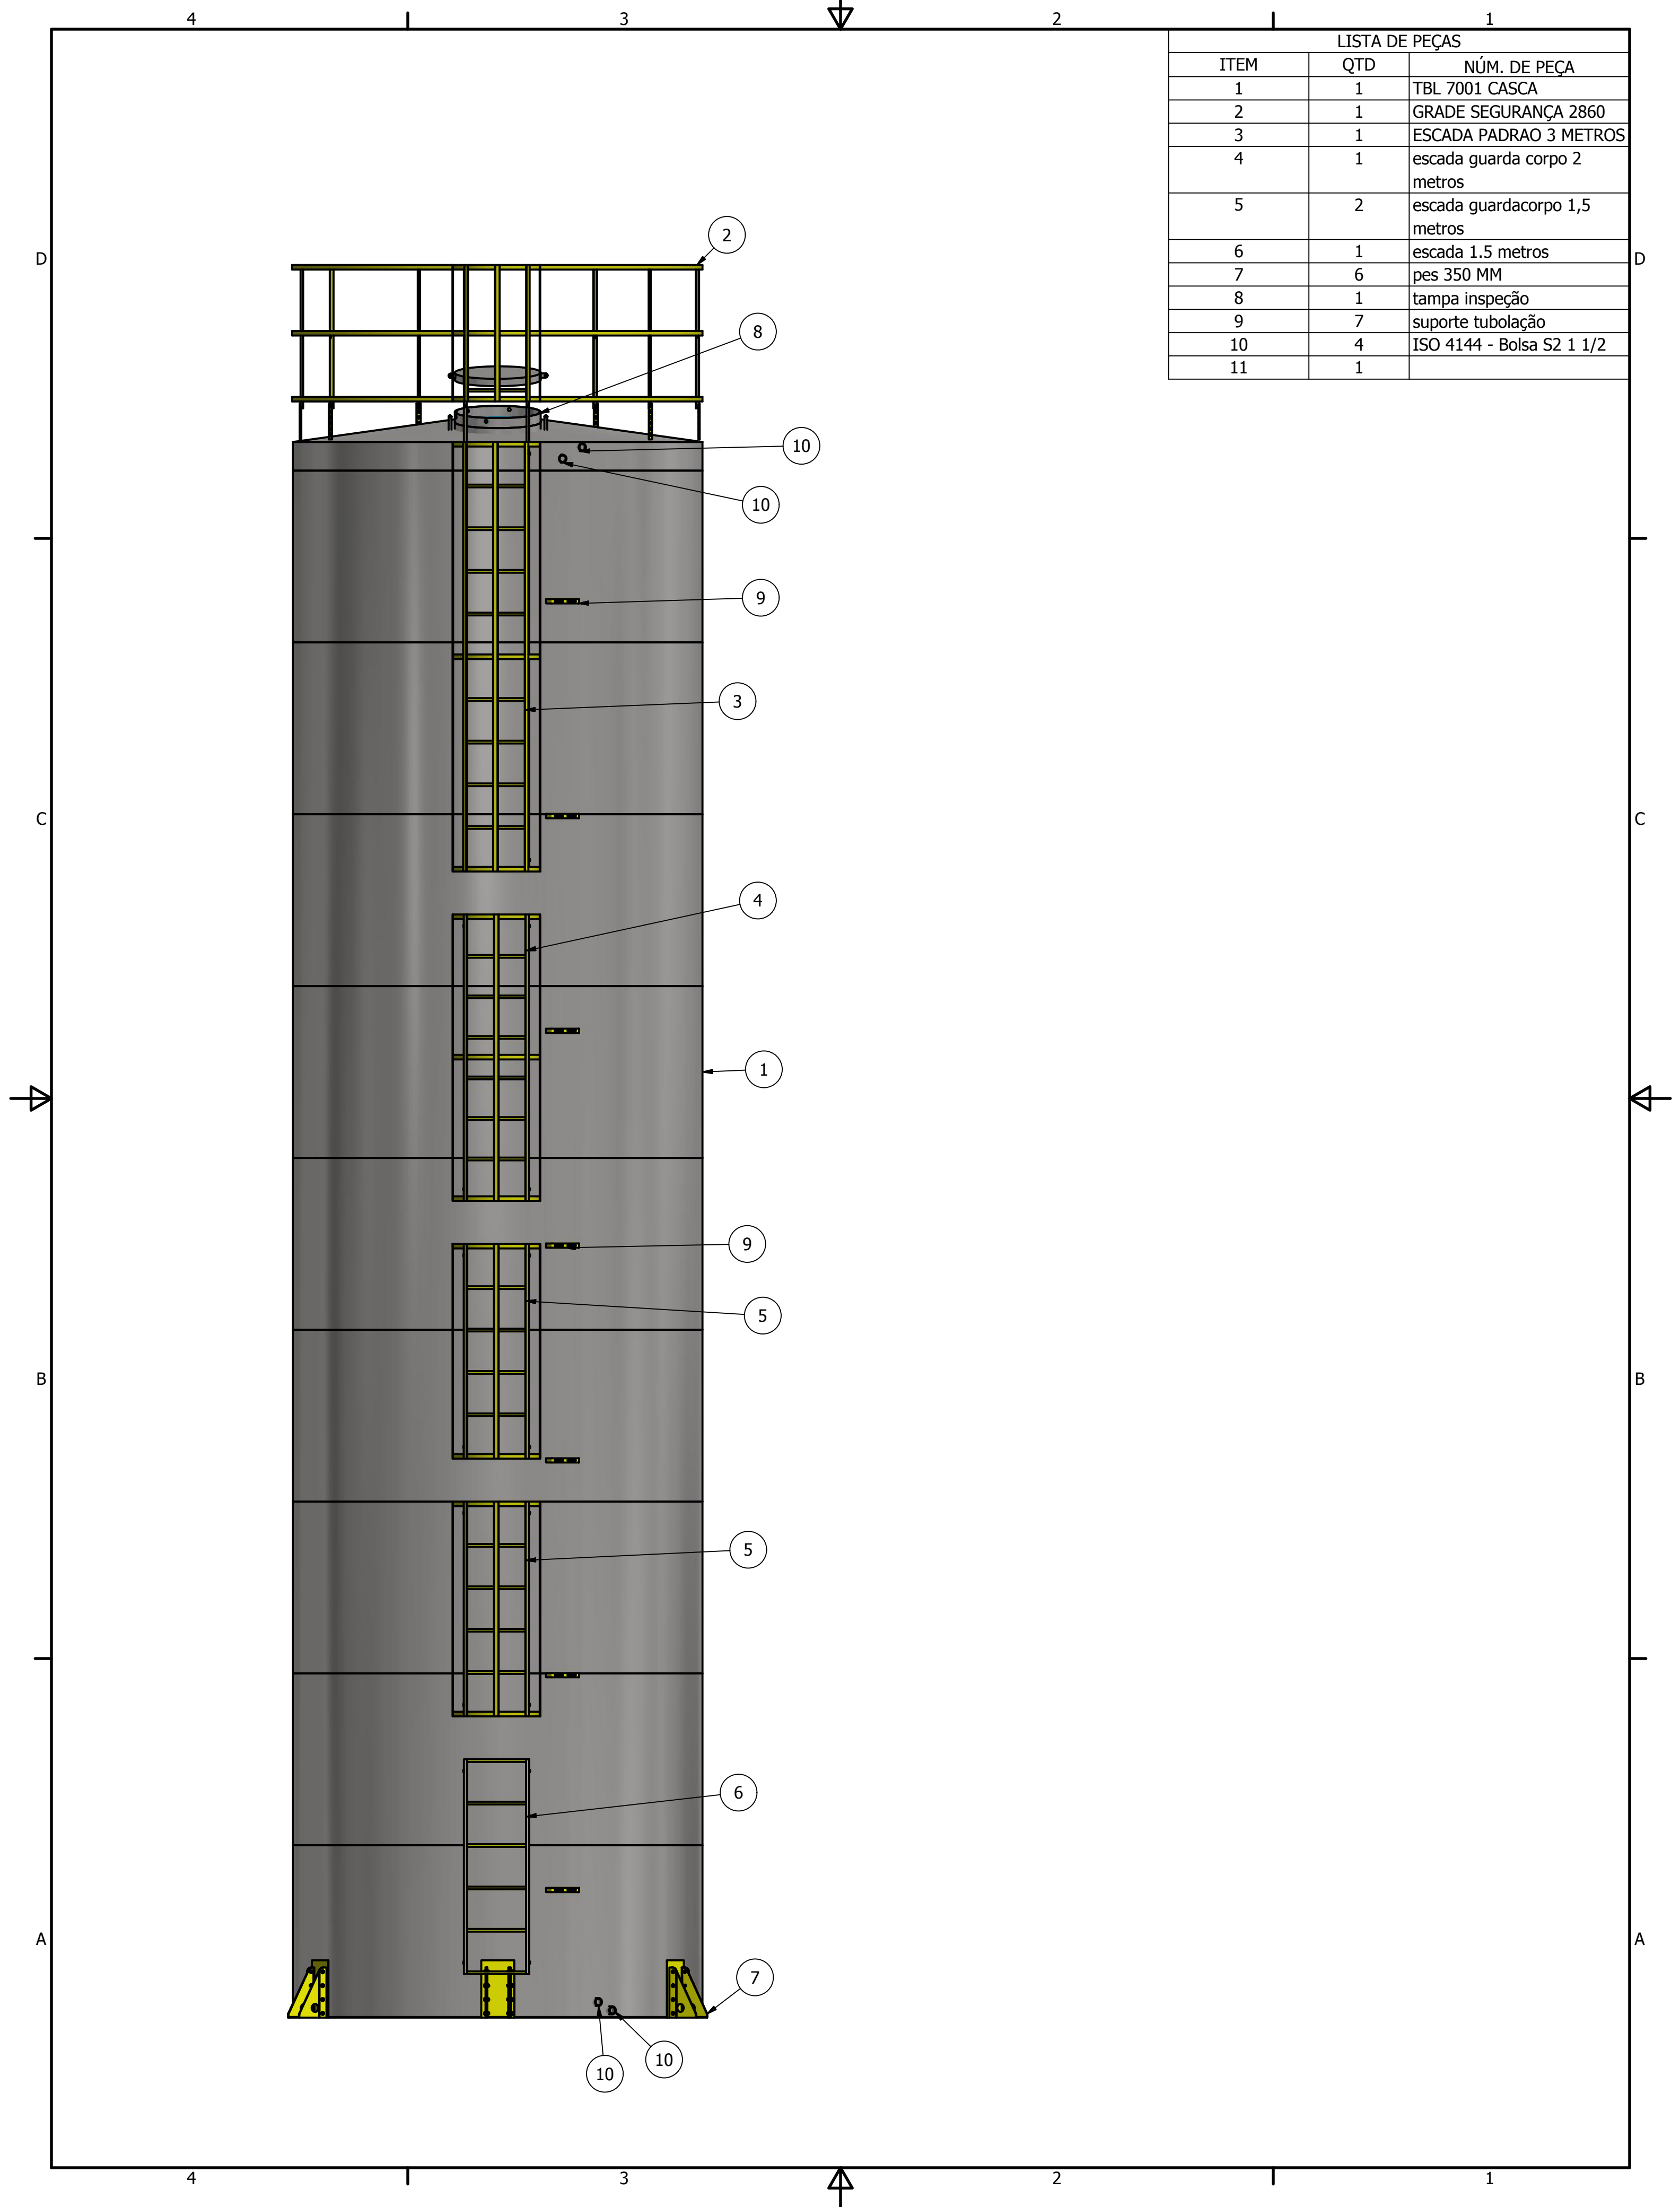 4 3 2 1
LISTA DE PEÇAS
ITEM QTD NÚM. DE PEÇA
1 1 TBL 7001 CASCA
2 1 GRADE SEGURANÇA 2860
3 1 ESCADA PADRAO 3 METROS
4 1 escada guarda corpo 2
metros
5 2 escada guardacorpo 1,5
metros
6 1 escada 1.5 metros
7 6 pes 350 MM
8 1 tampa inspeção
9 7 suporte tubolação
10 4 ISO 4144 - Bolsa S2 1 1/2
11 1
2
D D
8
10
10
9
3
C C
4
1
9
5
B B
5
6
A A
7
10
10
4 3 2 1